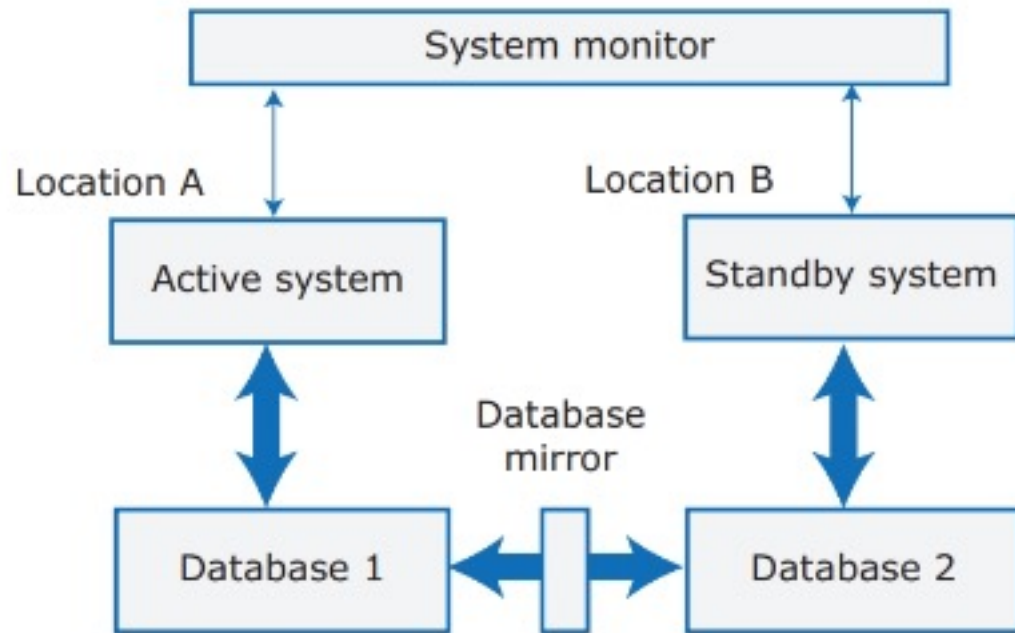 System monitor
Location A
Location B
Active system
Standby system
Database
mirror
Database 1
Database 2